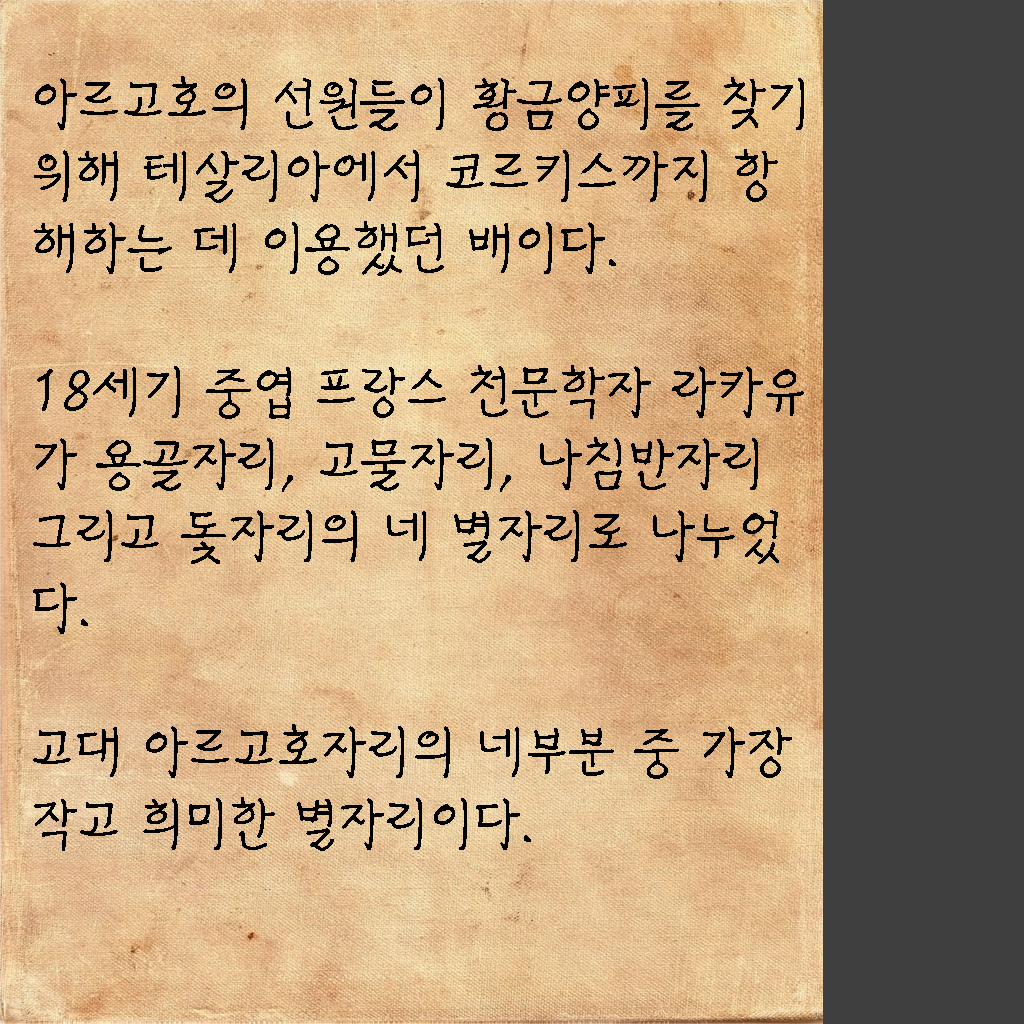 아르고호의 선원들이 황금양피를 찾기
위해 테살리아에서 코르키스까지 항
해하는 데 이용했던 배이다.
18세기 중엽 프랑스 천문학자 라카유
가 용골자리, 고물자리, 나침반자리
그리고 돛자리의 네 별자리로 나누었
다.
고대 아르고호자리의 네부분 중 가장
작고 희미한 별자리이다.